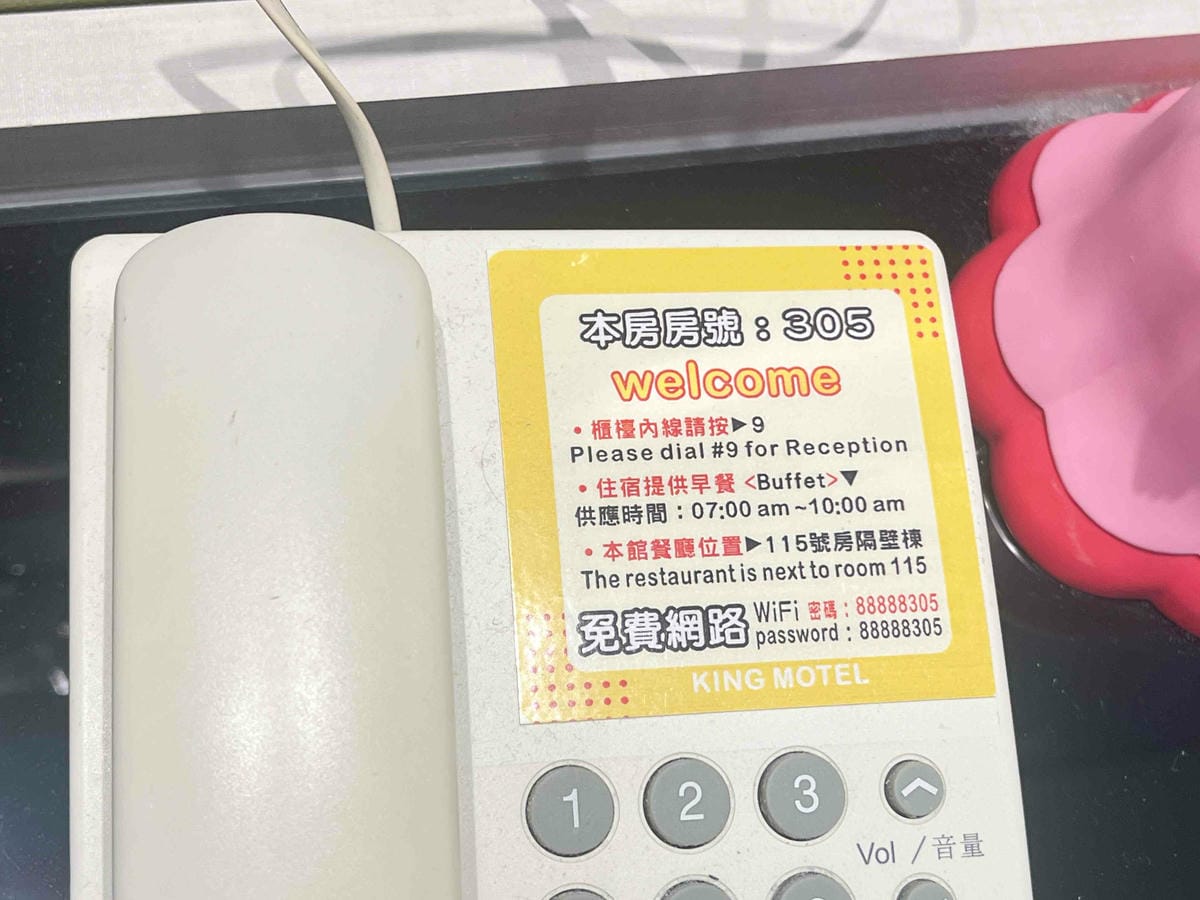 本房房號：305
welcome
• 櫃檯內線請按▶9
Please dial #9 for Reception
• 住宿提供早餐 <Buffet>▼
供應時間：07:00 am ~10:00 am
• 本館餐廳位置▶115號房隔壁棟
The restaurant is next to room 115
免費網路 WiFi 密碼：88888305
password：88888305
KING MOTEL
1 2 3
Vol / 音量